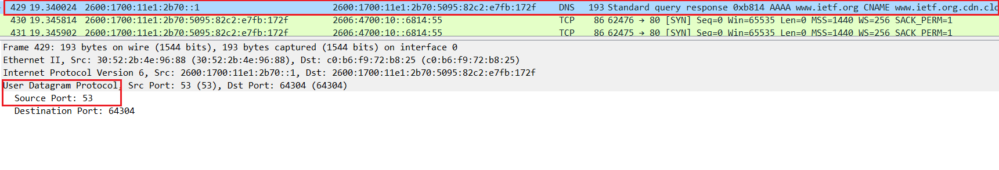 429 19.340024 2600:1700:11e1:2b70::1 2600:1700:11e1:2b70:5095:82c2:e7fb:172f DNS 193 Standard query response 0xb814 AAAA www.ietf.org CNAME www.ietf.org.cdn.clo
430 19.345814 2600:1700:11e1:2b70:5095:82c2:e7fb:172f 2606:4700:10::6814:55 TCP 86 62476 → 80 [SYN] Seq=0 Win=65535 Len=0 MSS=1440 WS=256 SACK_PERM=1
431 19.345902 2600:1700:11e1:2b70:5095:82c2:e7fb:172f 2606:4700:10::6814:55 TCP 86 62475 → 80 [SYN] Seq=0 Win=65535 Len=0 MSS=1440 WS=256 SACK_PERM=1
Frame 429: 193 bytes on wire (1544 bits), 193 bytes captured (1544 bits) on interface 0
Ethernet II, Src: 30:52:2b:4e:96:88 (30:52:2b:4e:96:88), Dst: c0:b6:f9:72:b8:25 (c0:b6:f9:72:b8:25)
Internet Protocol Version 6, Src: 2600:1700:11e1:2b70::1, Dst: 2600:1700:11e1:2b70:5095:82c2:e7fb:172f
User Datagram Protocol, Src Port: 53 (53), Dst Port: 64304 (64304)
Source Port: 53
Destination Port: 64304